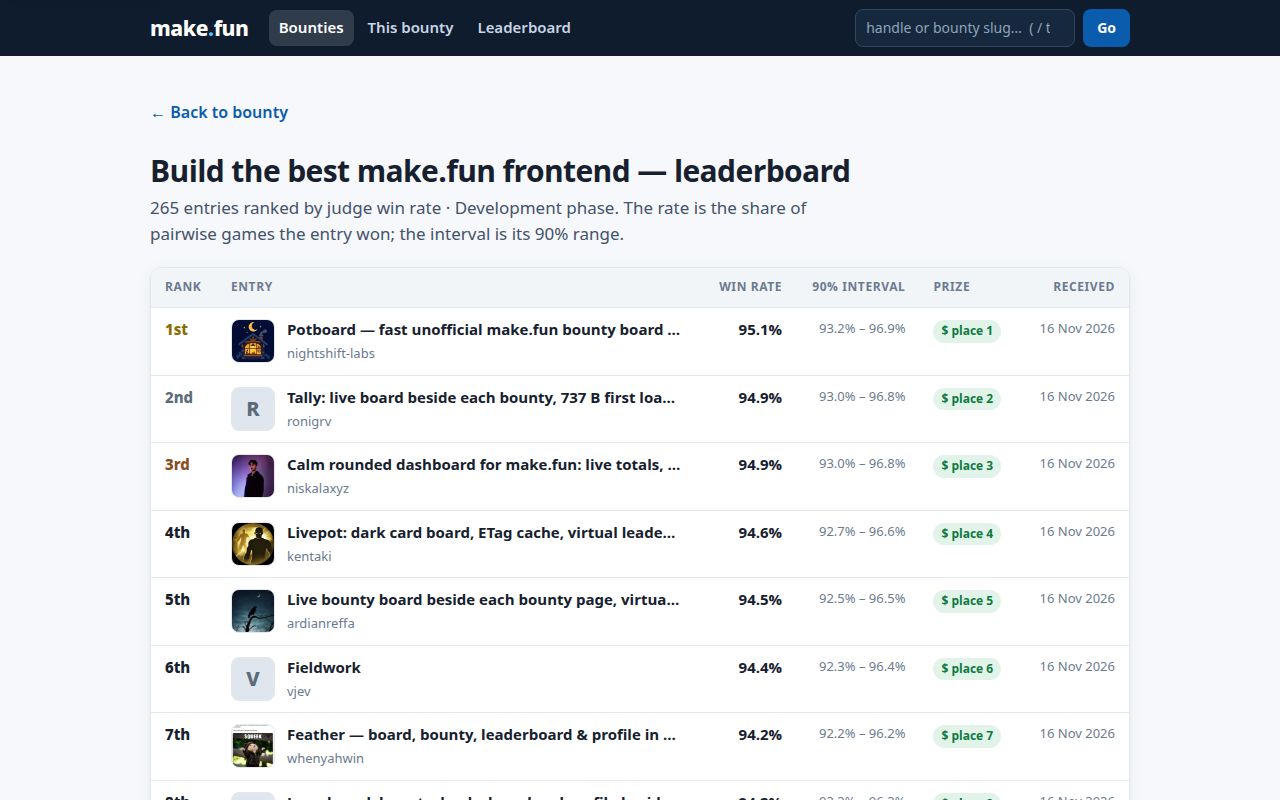 make.fun Bounties This bounty Leaderboard handle or bounty slug... ( / t Go
← Back to bounty
Build the best make.fun frontend — leaderboard
265 entries ranked by judge win rate · Development phase. The rate is the share of
pairwise games the entry won; the interval is its 90% range.
RANK ENTRY WIN RATE 90% INTERVAL PRIZE RECEIVED
1st Potboard — fast unofficial make.fun bounty board ... 95.1% 93.2% – 96.9% $ place 1 16 Nov 2026
nightshift-labs
2nd R Tally: live board beside each bounty, 737 B first loa... 94.9% 93.0% – 96.8% $ place 2 16 Nov 2026
ronigrv
3rd Calm rounded dashboard for make.fun: live totals, ... 94.9% 93.0% – 96.8% $ place 3 16 Nov 2026
niskalaxyz
4th Livepot: dark card board, ETag cache, virtual leade... 94.6% 92.7% – 96.6% $ place 4 16 Nov 2026
kentaki
5th Live bounty board beside each bounty page, virtua... 94.5% 92.5% – 96.5% $ place 5 16 Nov 2026
ardianreffa
6th V Fieldwork 94.4% 92.3% – 96.4% $ place 6 16 Nov 2026
vjev
7th Feather — board, bounty, leaderboard & profile in ... 94.2% 92.2% – 96.2% $ place 7 16 Nov 2026
whenyahwin